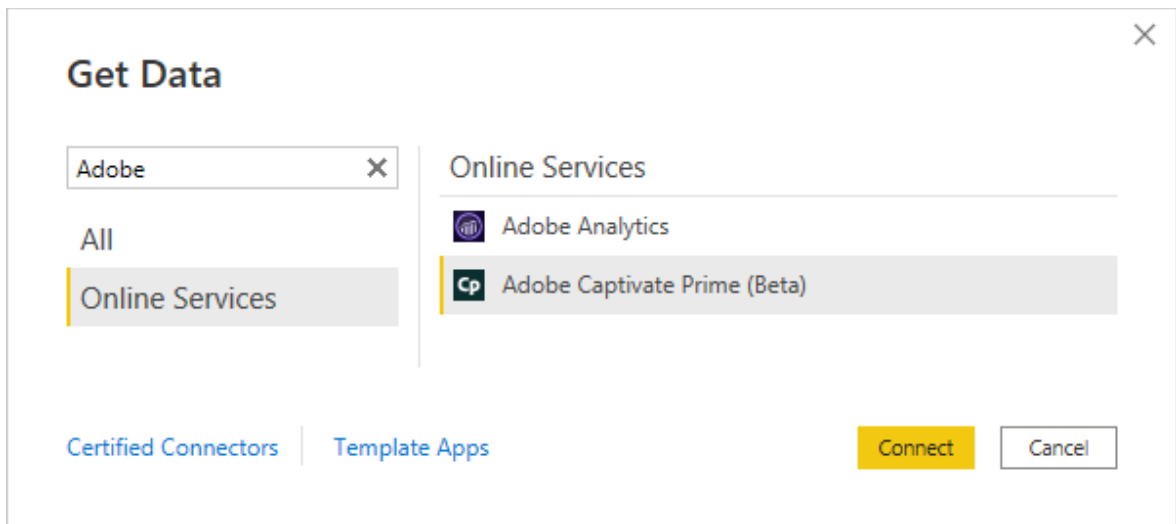 Get Data
Adobe
All
Online Services
Online Services
Adobe Analytics
Cp Adobe Captivate Prime (Beta)
Certified Connectors
Template Apps
Connect
Cancel